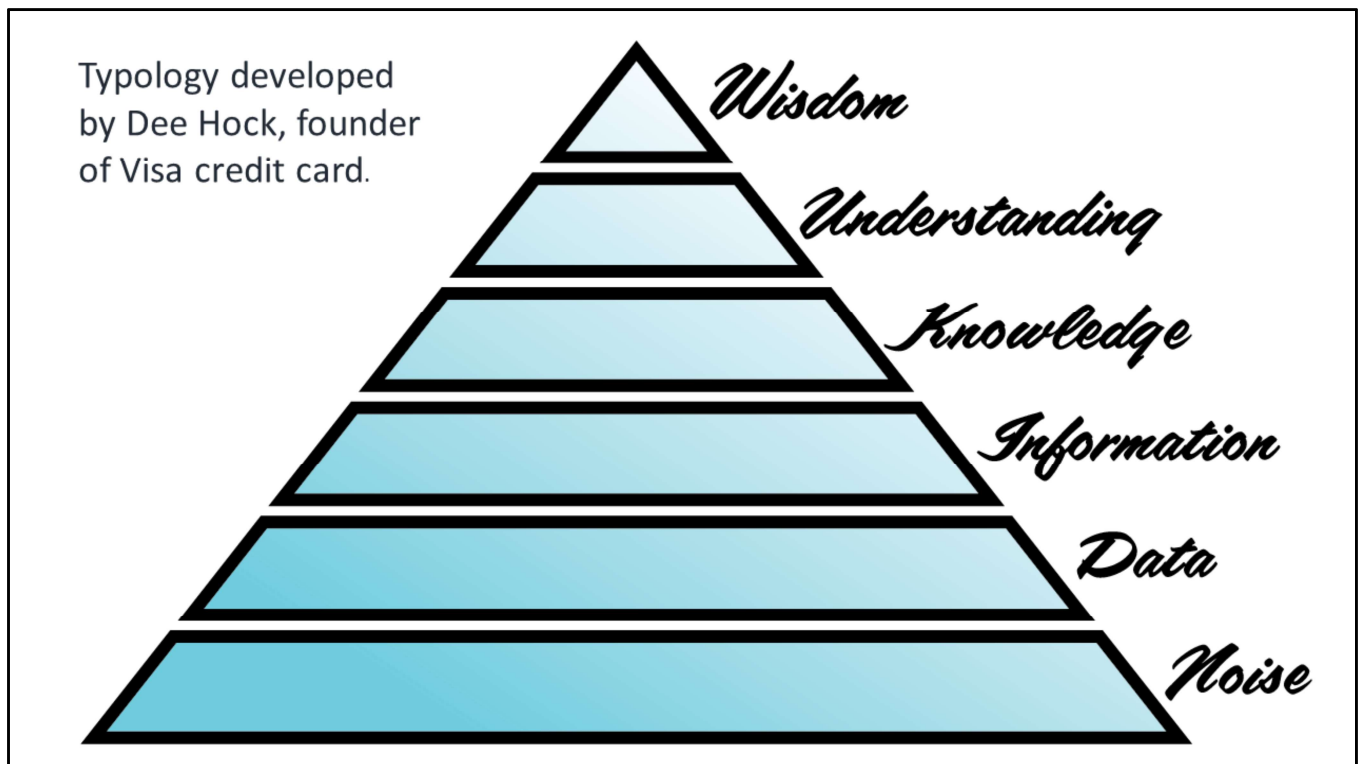 Typology developed
by Dee Hock, founder
of Visa credit card.
Wisdom
Understanding
Knowledge
Information
Data
Noise